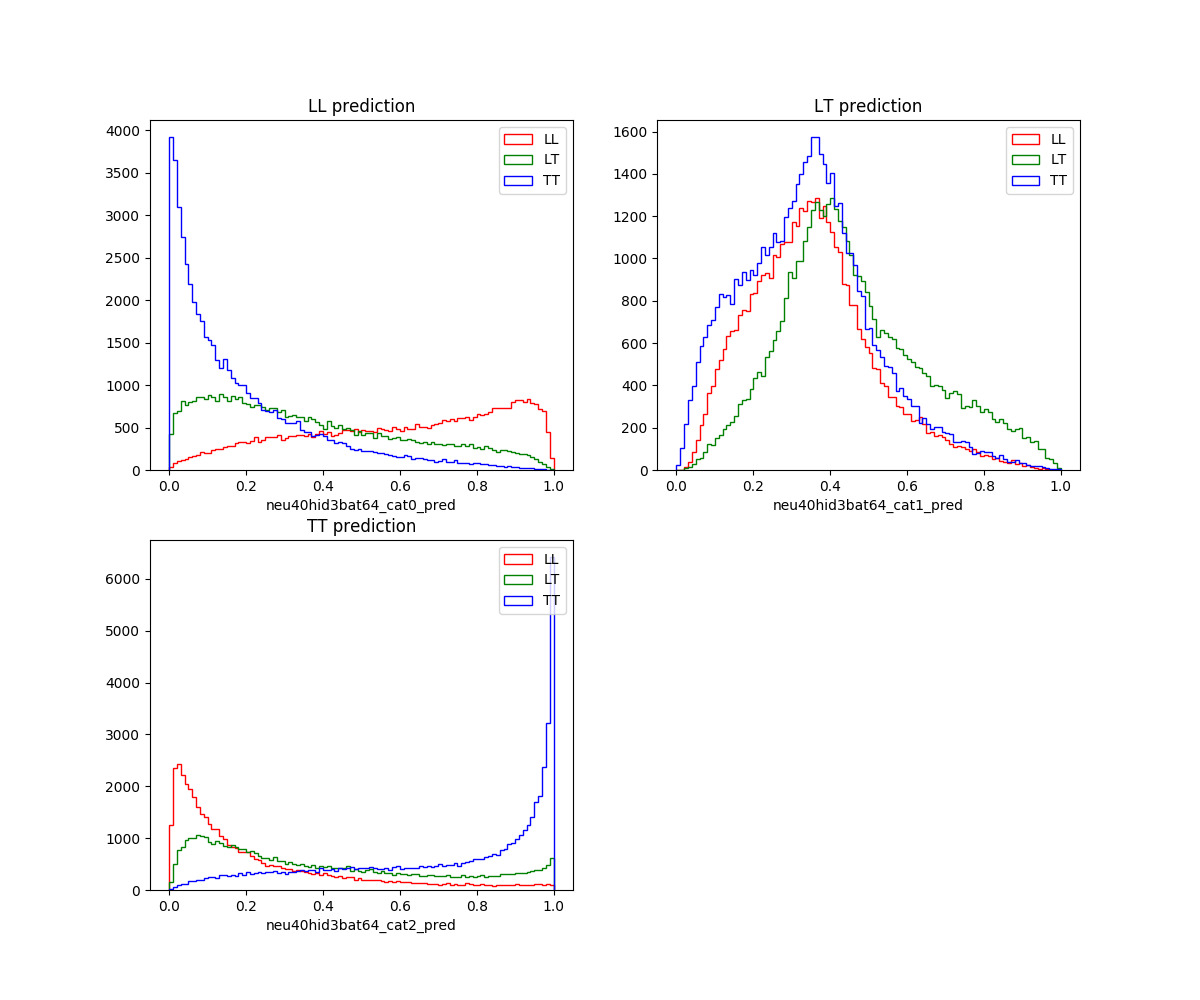 LL prediction
4000
3500
3000
2500
2000
1500
1000
500
0
0.0 0.2 0.4 0.6 0.8 1.0
neu40hid3bat64_cat0_pred
LL
LT
TT
LT prediction
1600
1400
1200
1000
800
600
400
200
0
0.0 0.2 0.4 0.6 0.8 1.0
neu40hid3bat64_cat1_pred
LL
LT
TT
TT prediction
6000
5000
4000
3000
2000
1000
0
0.0 0.2 0.4 0.6 0.8 1.0
neu40hid3bat64_cat2_pred
LL
LT
TT